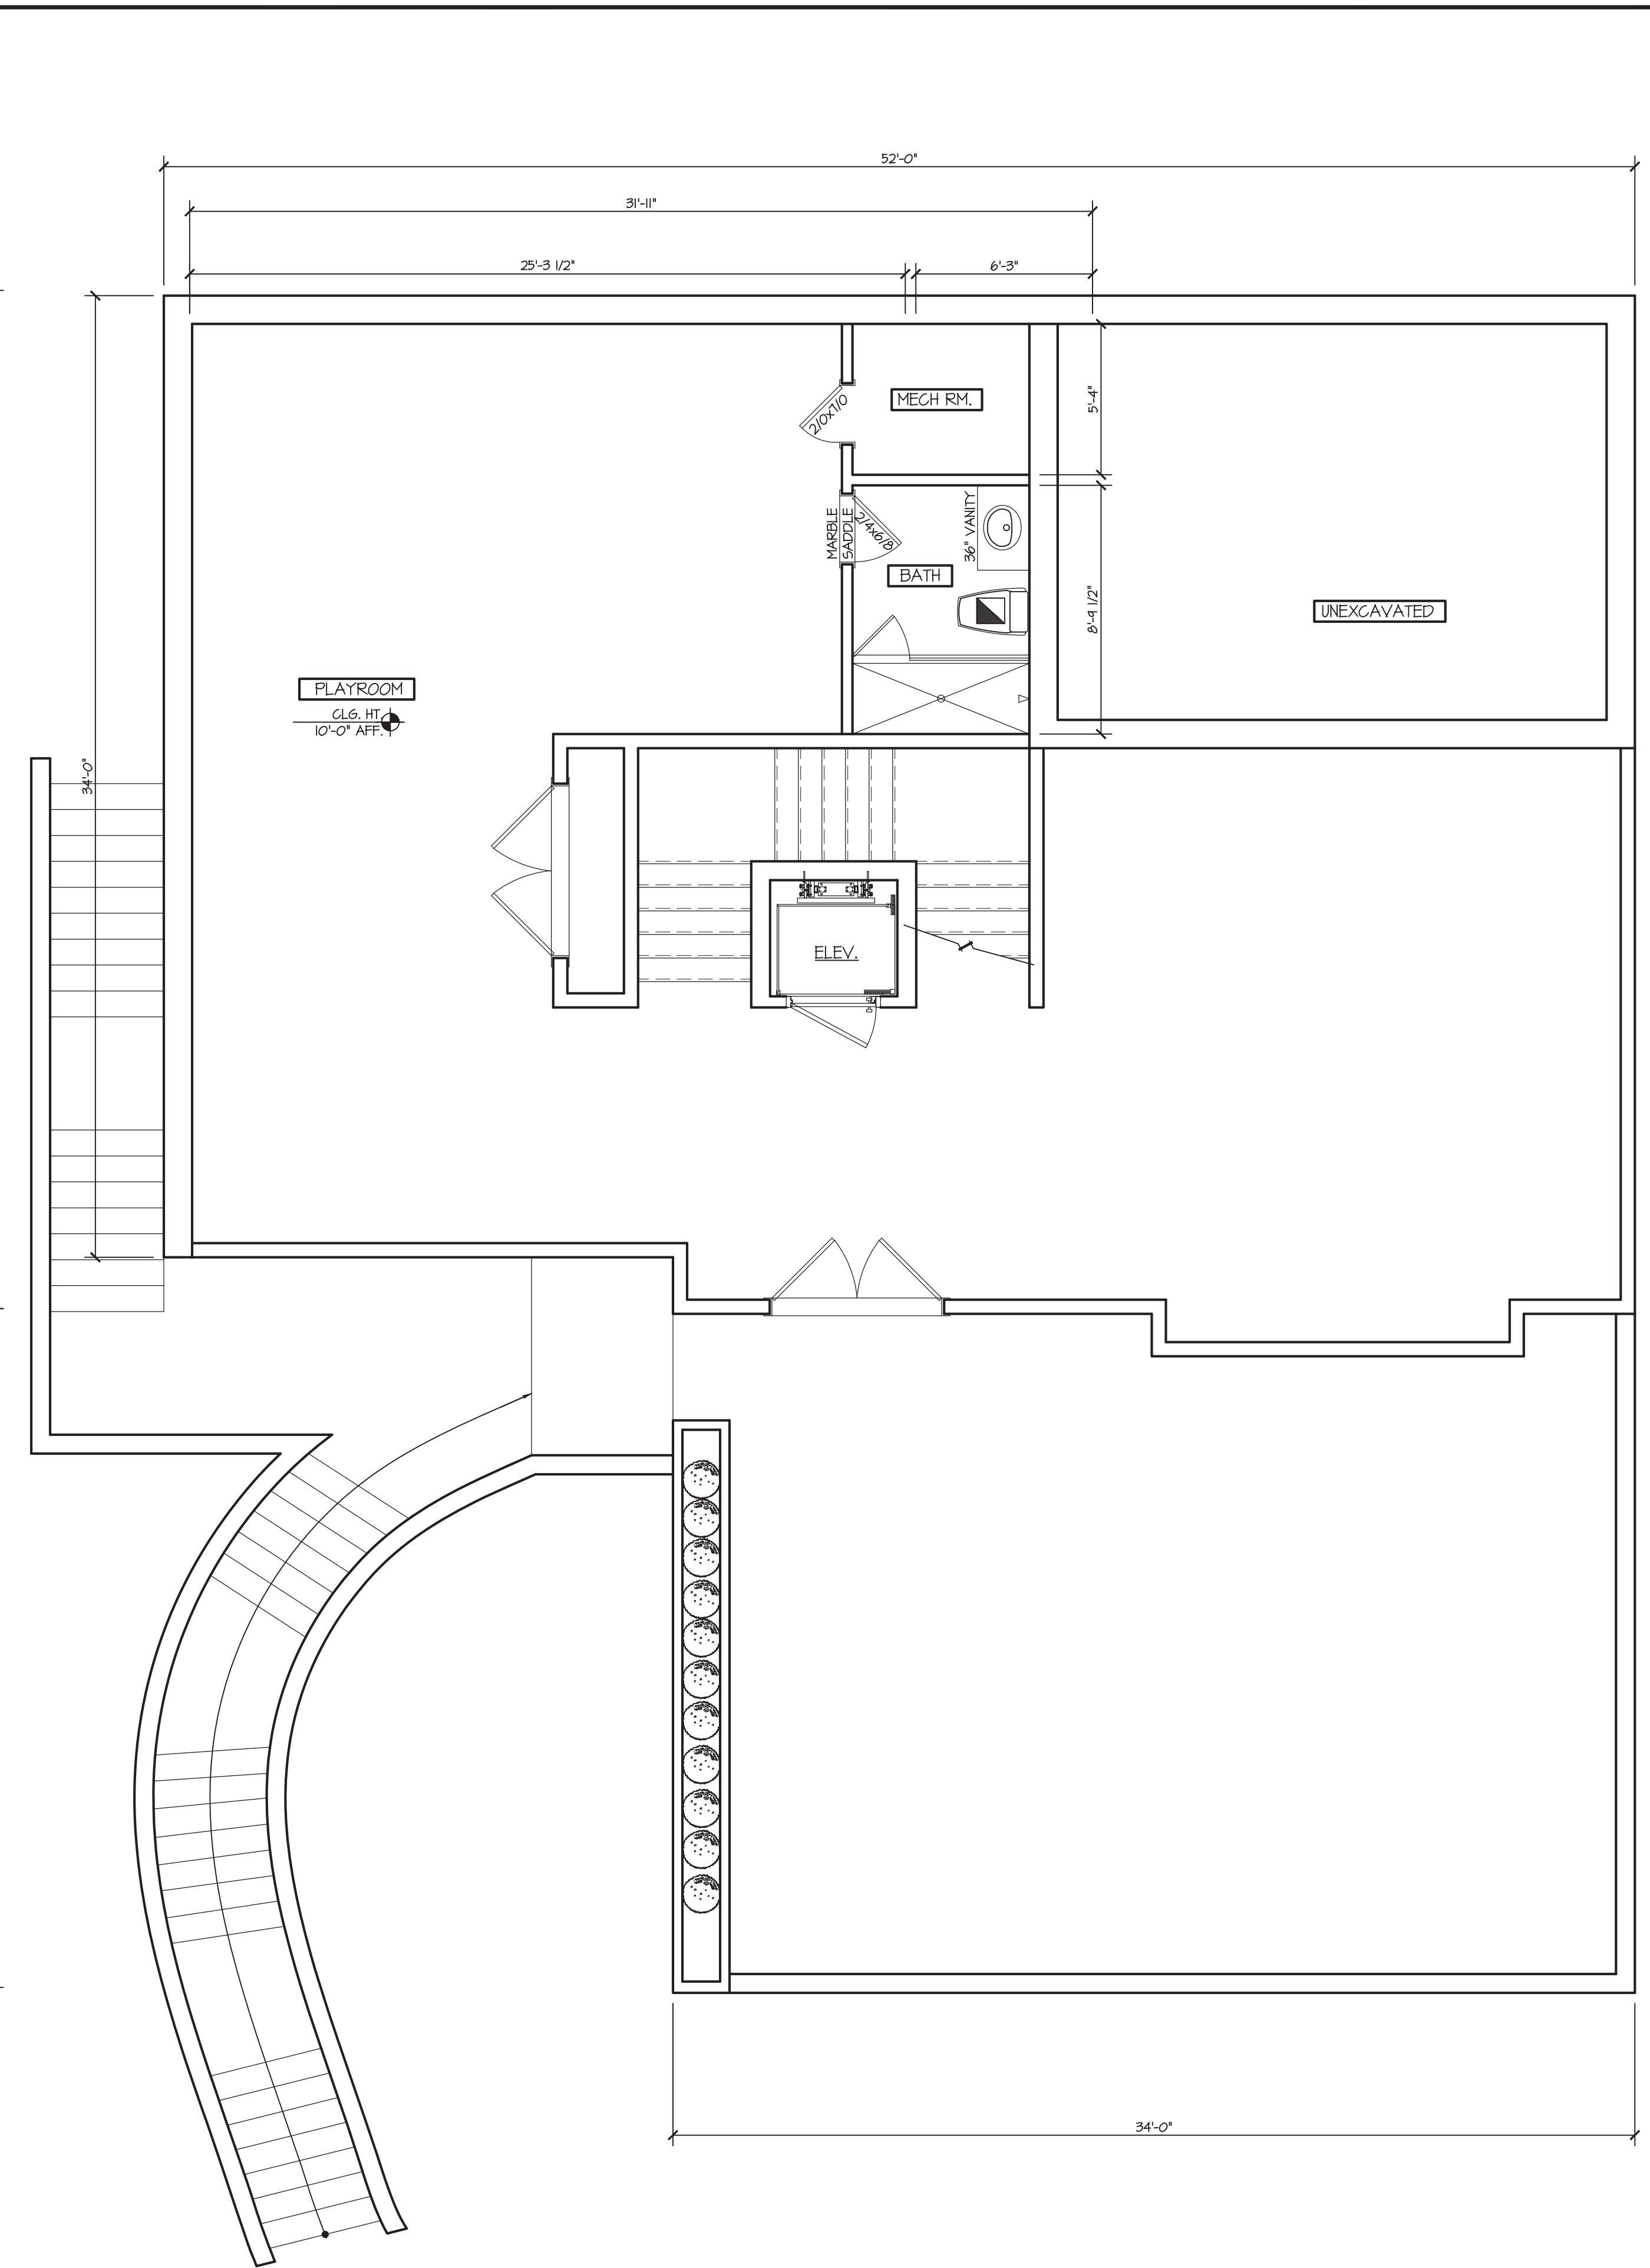 52'-0"
31'-11"
25'-3 1/2"
6'-3"
MECH RM.
2/0x7/0
5'-4"
MARBLE
SADDLE
2/4x6/8
36" VANITY
BATH
8'-9 1/2"
UNEXCAVATED
PLAYROOM
CLG. HT.
10'-0" AFF.
34'-0"
ELEV.
34'-0"